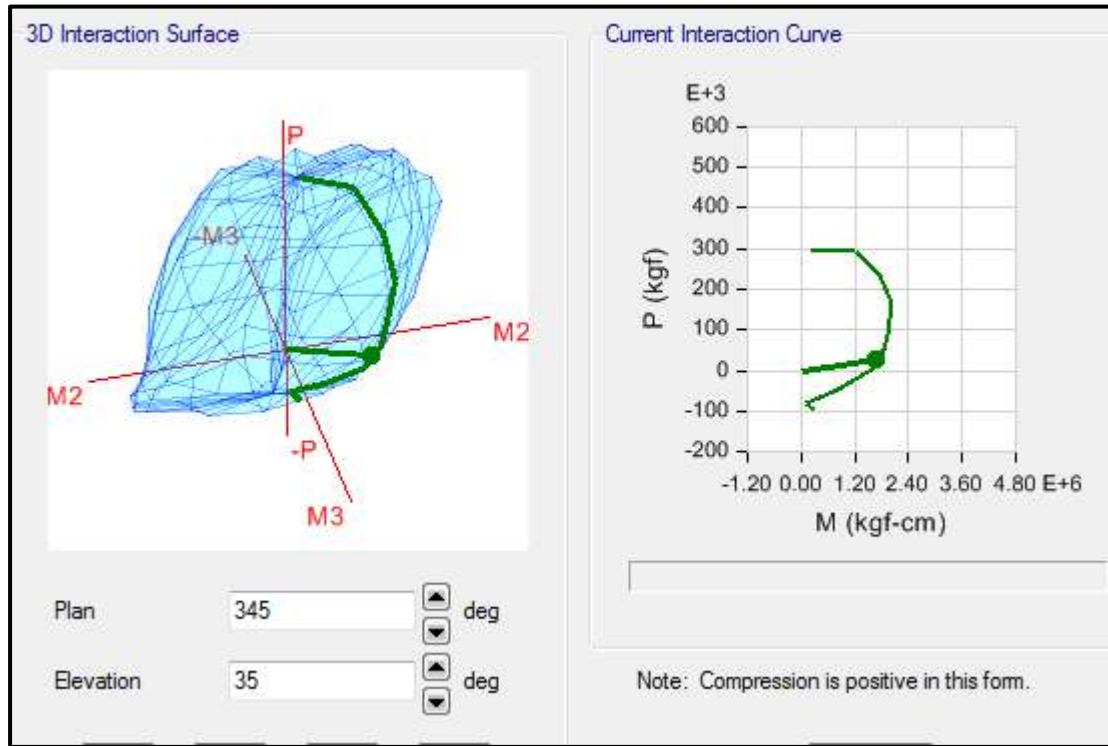 3D Interaction Surface
P
-M3
M2
M2
-P
M3
Plan 345 deg
Elevation 35 deg
Current Interaction Curve
E+3
600
500
400
300
200
100
0
-100
-200
P (kgf)
-1.20 0.00 1.20 2.40 3.60 4.80 E+6
M (kgf-cm)
Note: Compression is positive in this form.